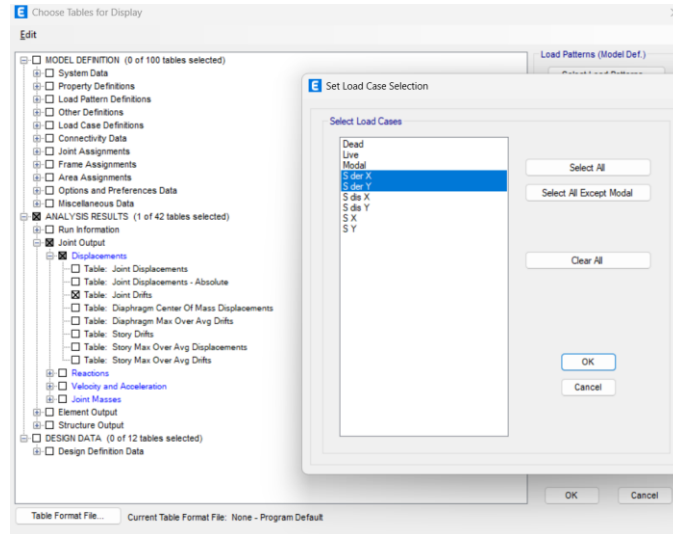 E Choose Tables for Display
Edit
MODEL DEFINITION (0 of 100 tables selected)
System Data
Property Definitions
Load Pattern Definitions
Other Definitions
Load Case Definitions
Connectivity Data
Joint Assignments
Frame Assignments
Area Assignments
Options and Preferences Data
Miscellaneous Data
ANALYSIS RESULTS (1 of 42 tables selected)
Run Information
Joint Output
Displacements
Table: Joint Displacements
Table: Joint Displacements - Absolute
Table: Joint Drifts
Table: Diaphragm Center Of Mass Displacements
Table: Diaphragm Max Over Avg Drifts
Table: Story Drifts
Table: Story Max Over Avg Displacements
Table: Story Max Over Avg Drifts
Reactions
Velocity and Acceleration
Joint Masses
Element Output
Structure Output
DESIGN DATA (0 of 12 tables selected)
Design Definition Data
Table Format File...
Current Table Format File: None - Program Default
Load Patterns (Model Def.)
E Set Load Case Selection
Select Load Cases
Dead
Live
Modal
S der X
S der Y
S dis X
S dis Y
S X
S Y
Select All
Select All Except Modal
Clear All
OK
Cancel
OK
Cancel